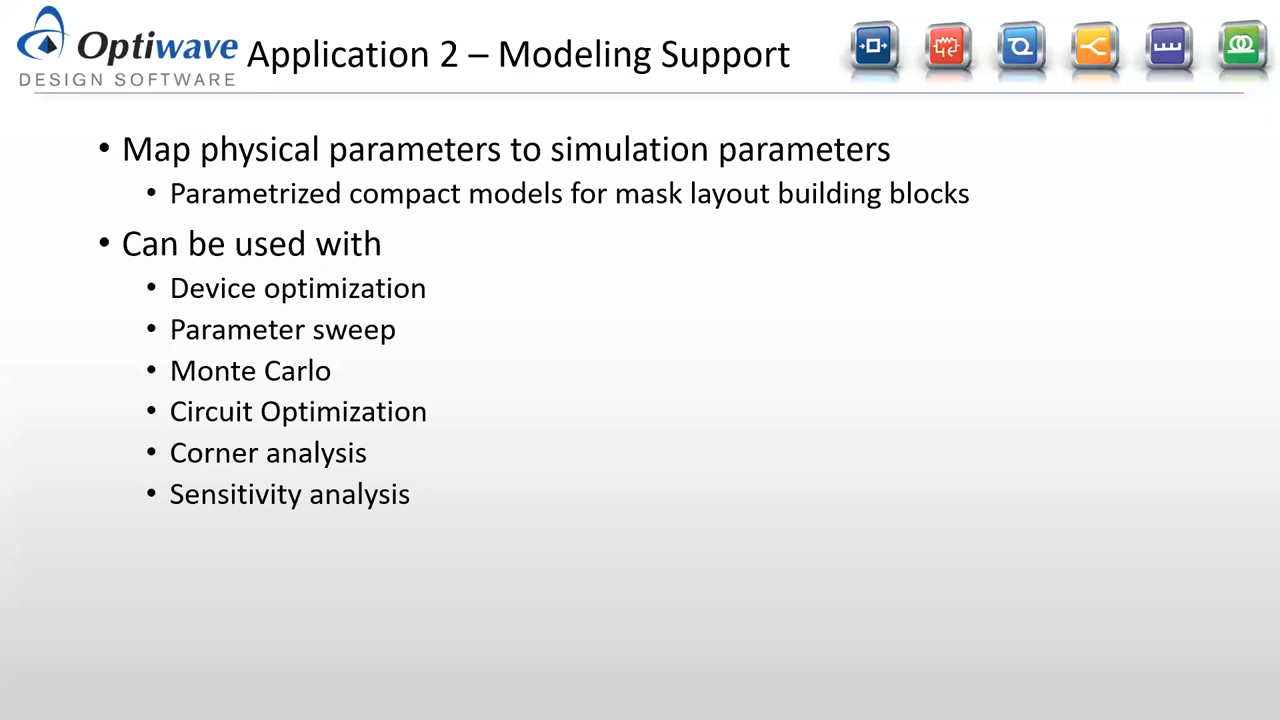 Optiwave
DESIGN SOFTWARE
Application 2 – Modeling Support
• Map physical parameters to simulation parameters
• Parametrized compact models for mask layout building blocks
• Can be used with
• Device optimization
• Parameter sweep
• Monte Carlo
• Circuit Optimization
• Corner analysis
• Sensitivity analysis